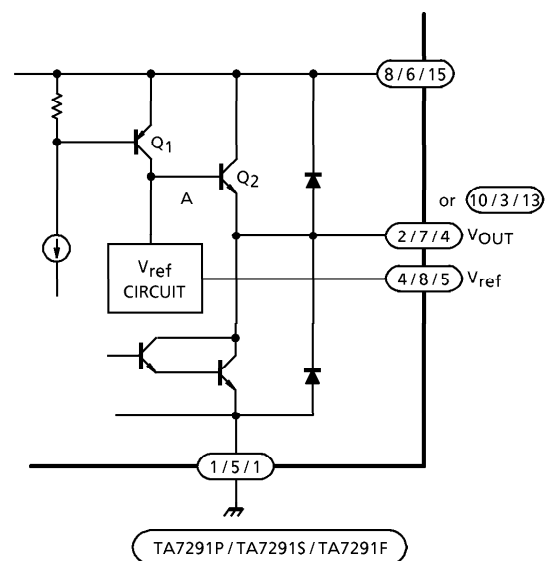 8/6/15
Q1
Q2
A
or 10/3/13
2/7/4 VOUT
Vref
CIRCUIT
4/8/5 Vref
1/5/1
TA7291P/TA7291S/TA7291F